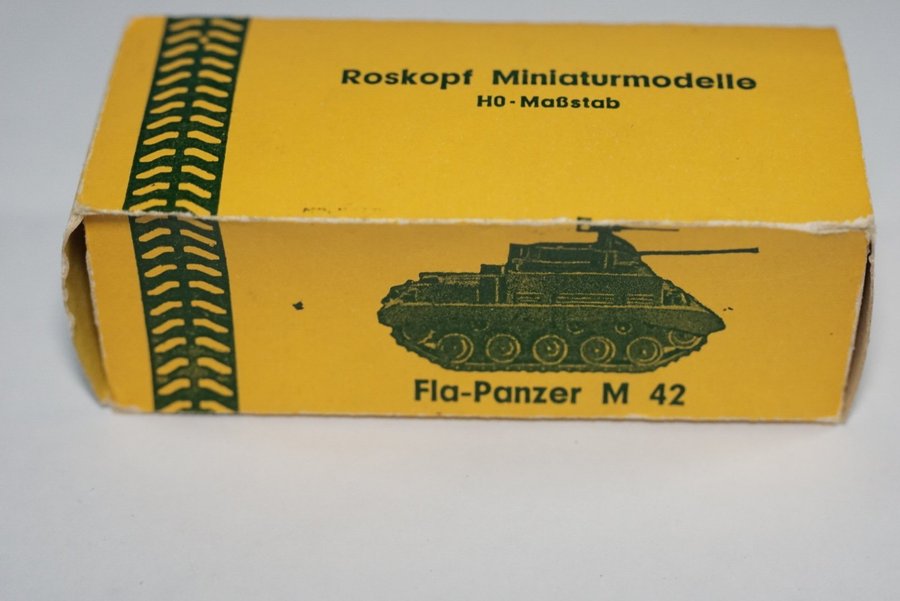 Roskopf Miniaturmodelle
H0-Maßstab
Fla-Panzer M 42